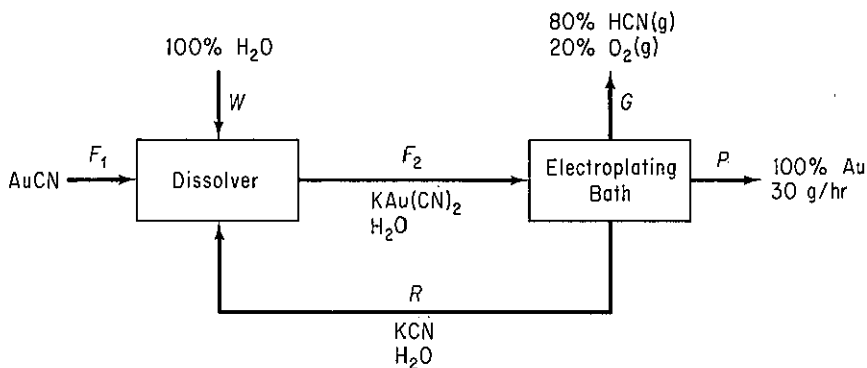 80% HCN(g)
20% O₂(g)
100% H₂O
W
G
F₁
F₂
P
AuCN
Dissolver
Electroplating
Bath
100% Au
30 g/hr
KAu(CN)₂
H₂O
R
KCN
H₂O